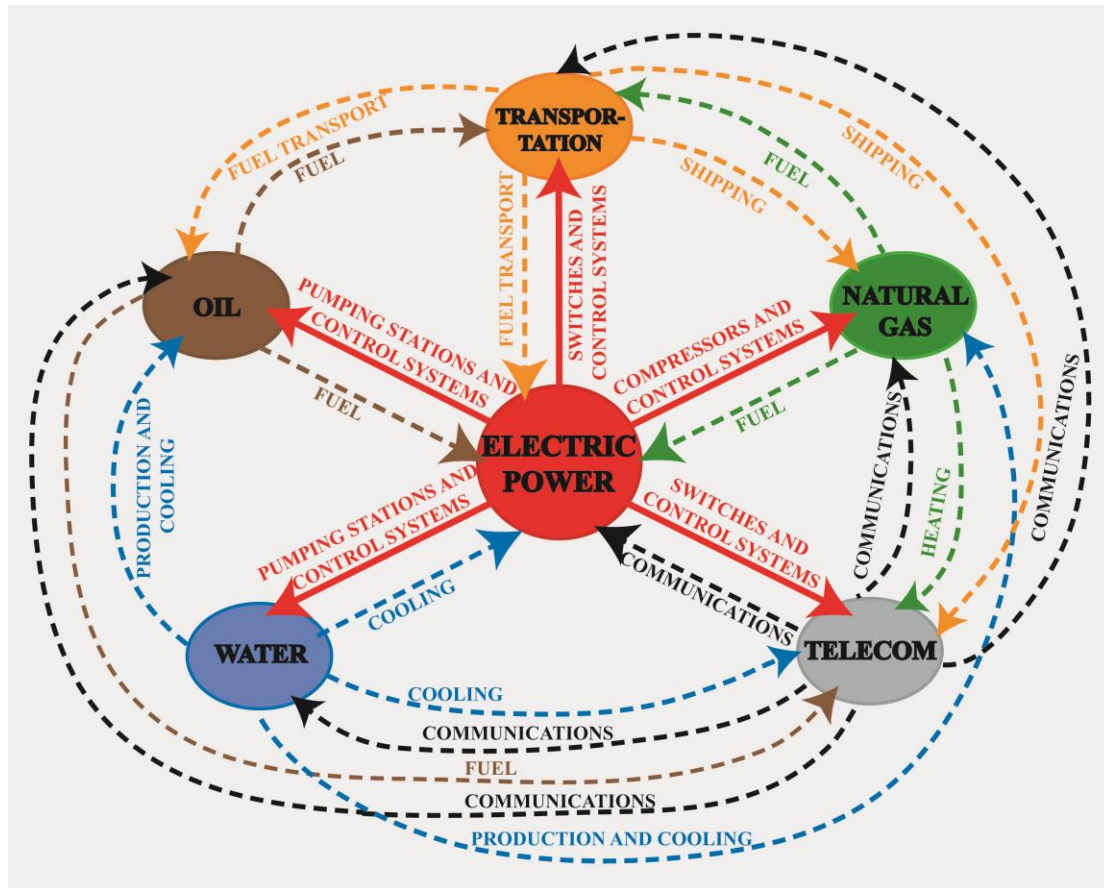 TRANSPOR-
TATION
SHIPPING
FUEL TRANSPORT
FUEL
FUEL
SHIPPING
FUEL TRANSPORT
SWITCHES AND
CONTROL SYSTEMS
OIL
NATURAL
GAS
PUMPING STATIONS AND
CONTROL SYSTEMS
COMPRESSORS AND
CONTROL SYSTEMS
FUEL
FUEL
ELECTRIC
POWER
PRODUCTION AND
COOLING
COMMUNICATIONS
HEATING
COMMUNICATIONS
PUMPING STATIONS AND
CONTROL SYSTEMS
SWITCHES AND
CONTROL SYSTEMS
COOLING
COMMUNICATIONS
WATER
TELECOM
COOLING
COMMUNICATIONS
FUEL
COMMUNICATIONS
PRODUCTION AND COOLING